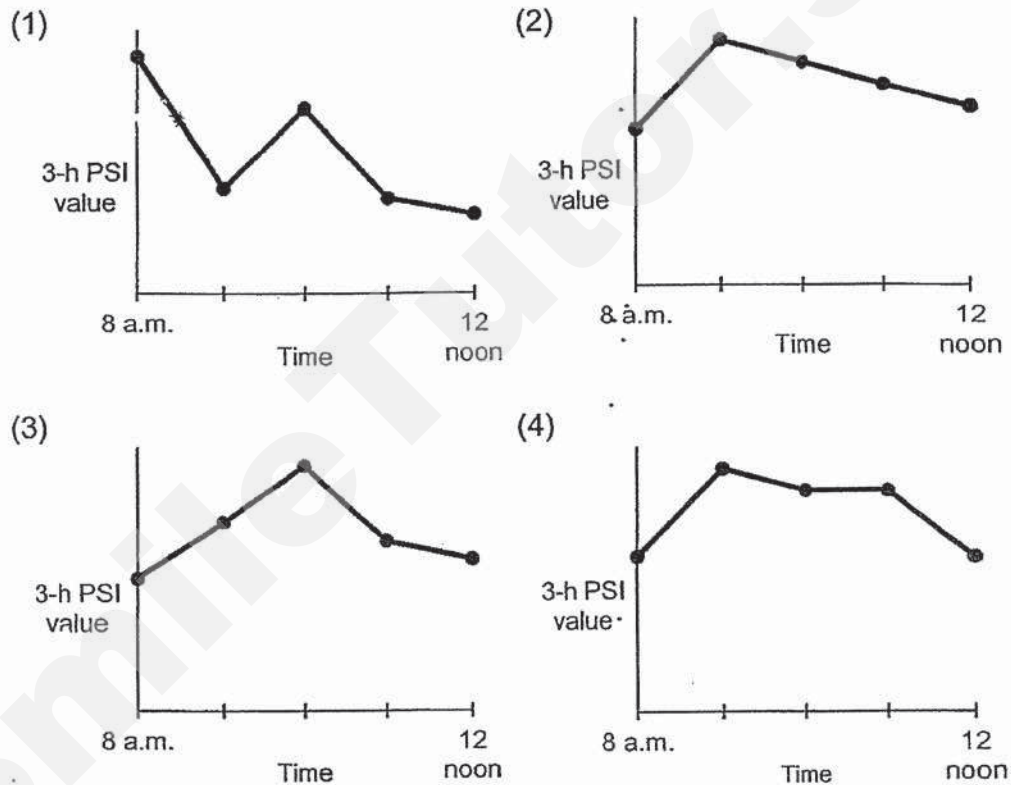 (1)
3-h PSI
value
8 a.m.
12
noon
Time
(2)
3-h PSI
value
8 a.m.
12
noon
Time
(3)
3-h PSI
value
8 a.m.
12
noon
Time
(4)
3-h PSI
value
8 a.m.
12
noon
Time